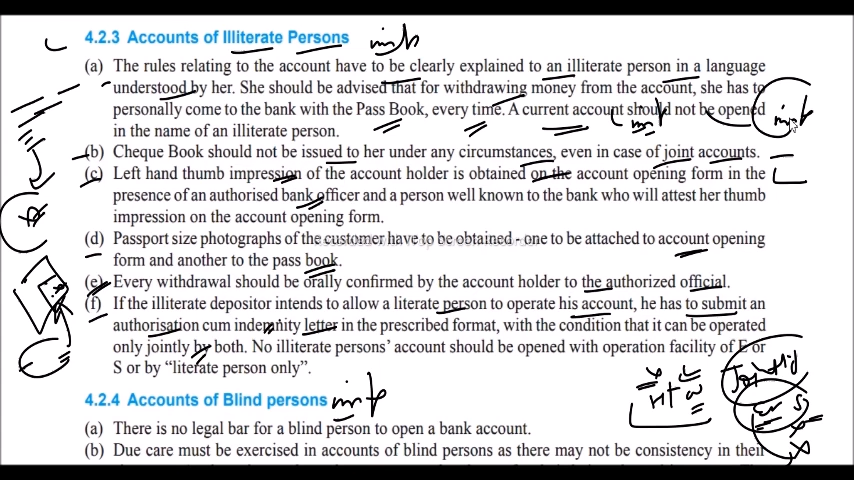 4.2.3 Accounts of Illiterate Persons
(a) The rules relating to the account have to be clearly explained to an illiterate person in a language
understood by her. She should be advised that for withdrawing money from the account, she has to
personally come to the bank with the Pass Book, every time. A current account should not be opened
in the name of an illiterate person.
(b) Cheque Book should not be issued to her under any circumstances, even in case of joint accounts.
(c) Left hand thumb impression of the account holder is obtained on the account opening form in the
presence of an authorised bank officer and a person well known to the bank who will attest her thumb
impression on the account opening form.
(d) Passport size photographs of the customer have to be obtained - one to be attached to account opening
form and another to the pass book.
(e) Every withdrawal should be orally confirmed by the account holder to the authorized official.
(f) If the illiterate depositor intends to allow a literate person to operate his account, he has to submit an
authorisation cum indemnity letter in the prescribed format, with the condition that it can be operated
only jointly by both. No illiterate persons' account should be opened with operation facility of E or
S or by "literate person only".
H + W
4.2.4 Accounts of Blind persons
(a) There is no legal bar for a blind person to open a bank account.
(b) Due care must be exercised in accounts of blind persons as there may not be consistency in their